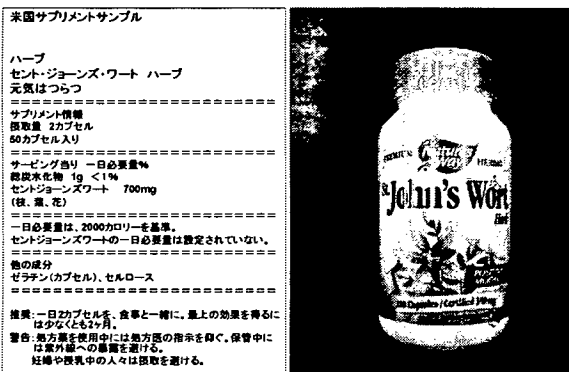 米国サプリメントサンプル
ハーブ
セント・ジョーンズ・ワート ハーブ
元気はつらつ
サプリメント情報
摂取量 2カプセル
50カプセル入り
サービング当り 一日必要量%
総炭水化物 1g <1%
セントジョーンズワート 700mg
(枝、葉、花)
一日必要量は、2000カロリーを基準。
セントジョーンズワートの一日必要量は設定されていない。
他の成分
ゼラチン(カプセル)、セルロース
推奨:一日2カプセルを、食事と一緒に。最上の効果を得るに
は少なくとも2ヶ月。
警告:処方薬を使用中には処方医の指示を仰ぐ。保管中に
は紫外線への暴露を避ける。
妊婦や授乳中の人々は摂取を避ける。
PREMIUM
HERBS
Nature's
Way
St. John's Wort
Herb
Capsules / Certified